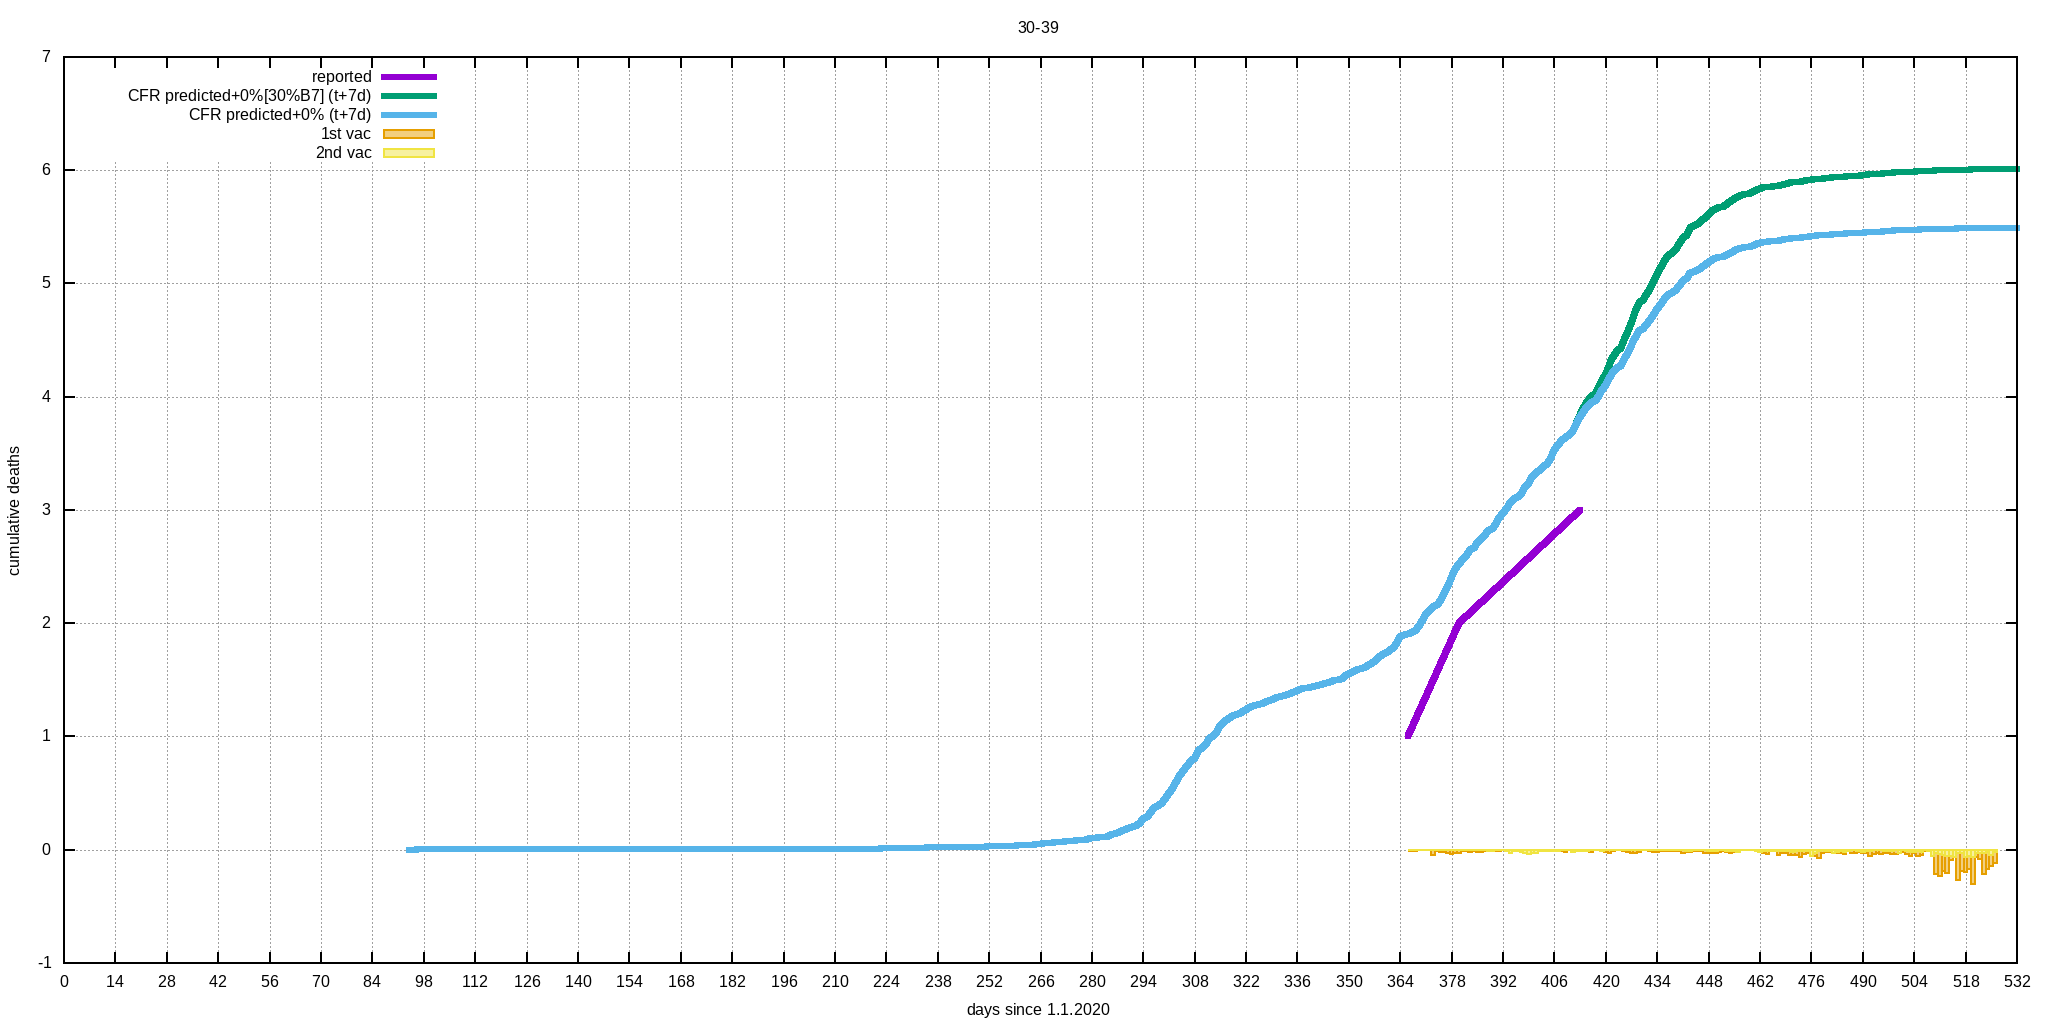 30-39
reported
CFR predicted+0%[30%B7] (t+7d)
CFR predicted+0% (t+7d)
1st vac
2nd vac
7
6
5
4
3
2
1
0
-1
cumulative deaths
0 14 28 42 56 70 84 98 112 126 140 154 168 182 196 210 224 238 252 266 280 294 308 322 336 350 364 378 392 406 420 434 448 462 476 490 504 518 532
days since 1.1.2020